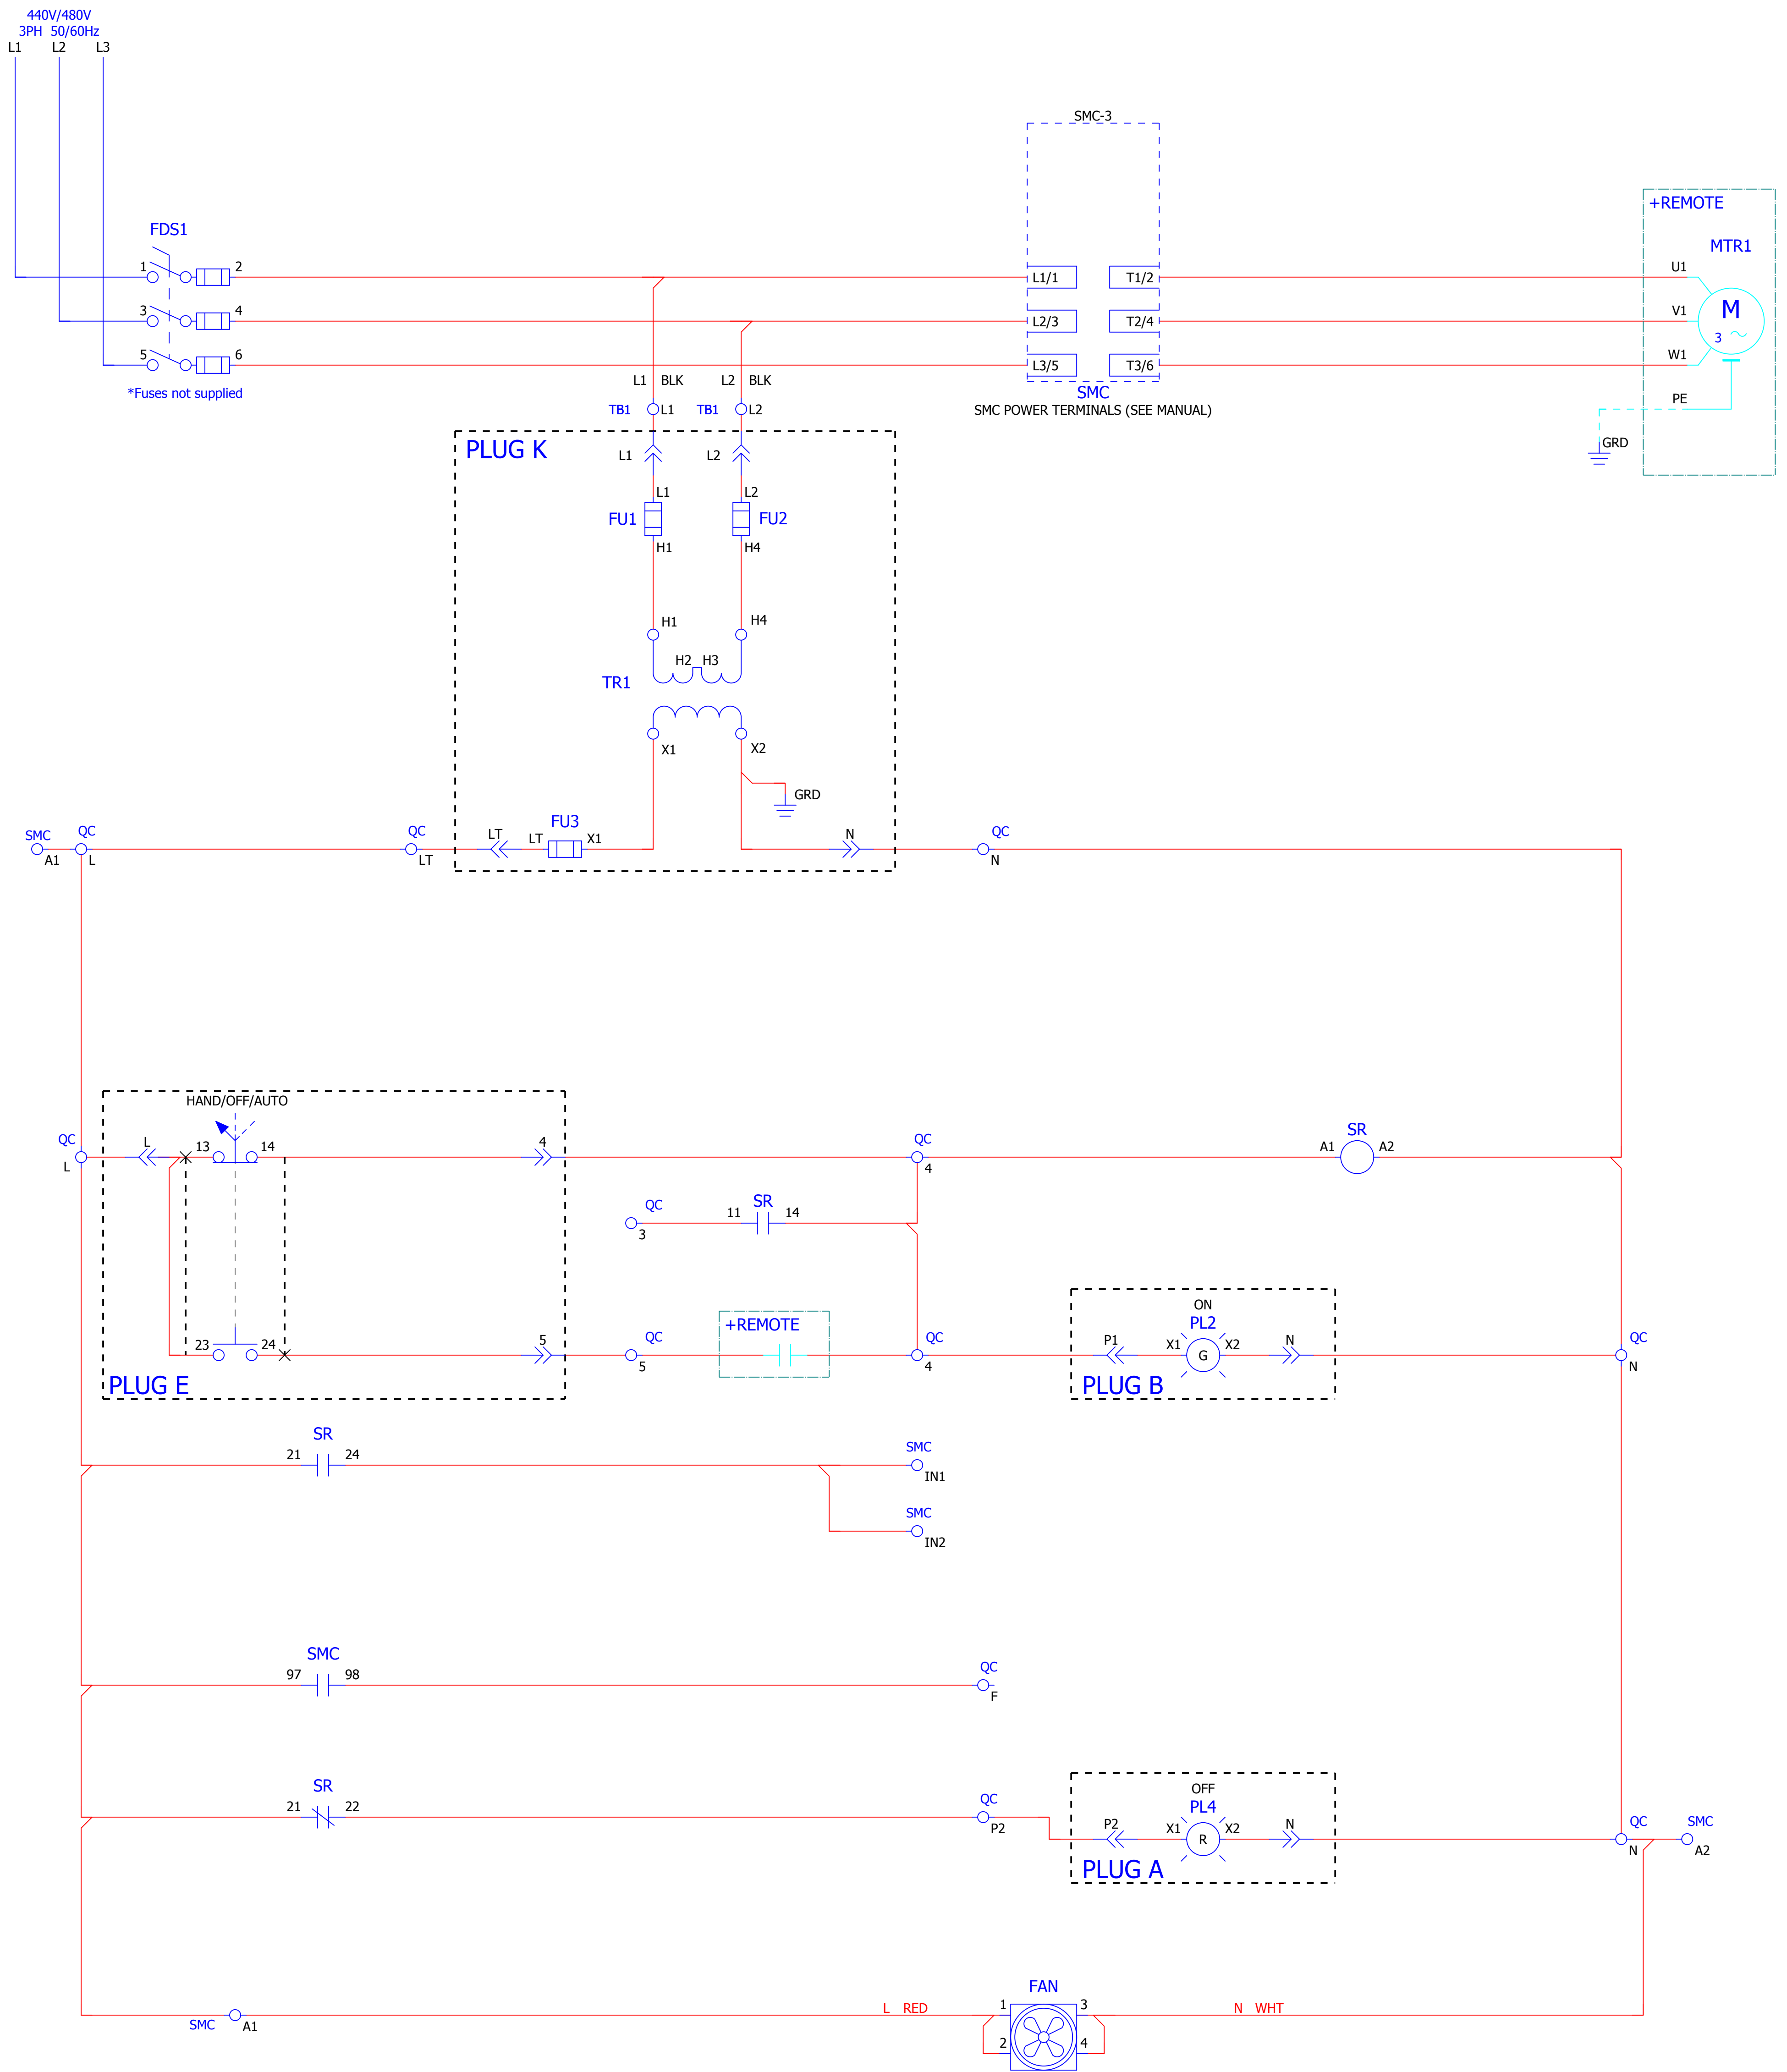 440V/480V
3PH 50/60Hz
L1 L2 L3
SMC-3
+REMOTE
FDS1
MTR1
1 2 L1/1 T1/2 U1
3 4 L2/3 T2/4 V1 M
3
5 6 L3/5 T3/6 W1
L1 BLK L2 BLK
*Fuses not supplied
SMC
PE
TB1 L1 TB1 L2
SMC POWER TERMINALS (SEE MANUAL)
GRD
PLUG K
L1 L2
L1 L2
FU1 FU2
H1 H4
H1 H4
H2 H3
TR1
X1 X2
GRD
FU3
SMC QC QC LT LT X1 N QC
A1 L LT N
HAND/OFF/AUTO
QC L 13 14 4 QC SR
A1 A2
L 4
QC SR
11 14
3
ON
+REMOTE PL2
23 24 5 QC QC P1 X1 G X2 N QC
5 4 N
PLUG E PLUG B
SR
21 24 SMC
IN1
SMC
IN2
SMC
97 98 QC
F
SR OFF
21 22 QC PL4
P2 P2 X1 R X2 N QC SMC
N A2
PLUG A
FAN
L RED 1 3 N WHT
SMC A1
2 4